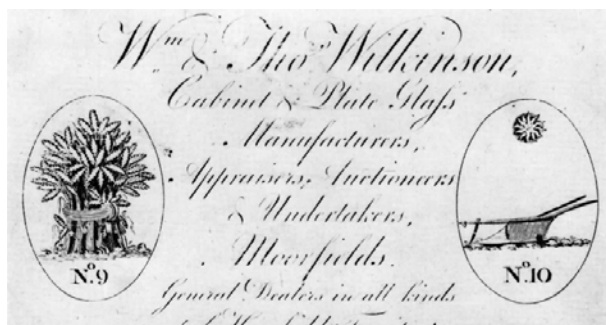 Wm & Thos Wilkinson,
Cabinet & Plate Glass
Manufacturers,
Appraisers, Auctioneers
& Undertakers,
Moorfields.
No.9
No.10
General Dealers in all kinds